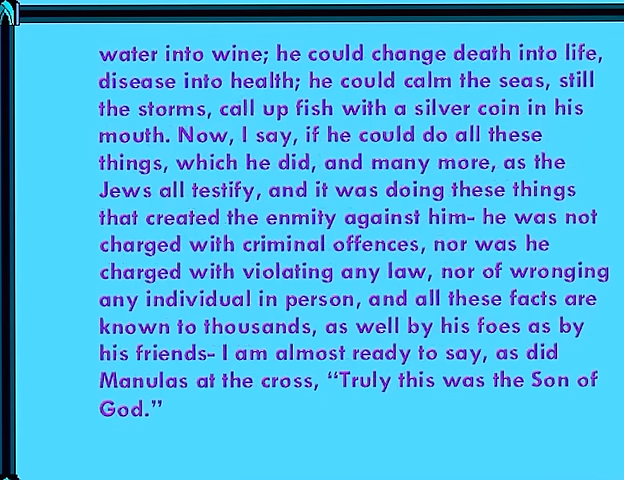 water into wine; he could change death into life,
disease into health; he could calm the seas, still
the storms, call up fish with a silver coin in his
mouth. Now, I say, if he could do all these
things, which he did, and many more, as the
Jews all testify, and it was doing these things
that created the enmity against him- he was not
charged with criminal offences, nor was he
charged with violating any law, nor of wronging
any individual in person, and all these facts are
known to thousands, as well by his foes as by
his friends- I am almost ready to say, as did
Manulas at the cross, “Truly this was the Son of
God.”